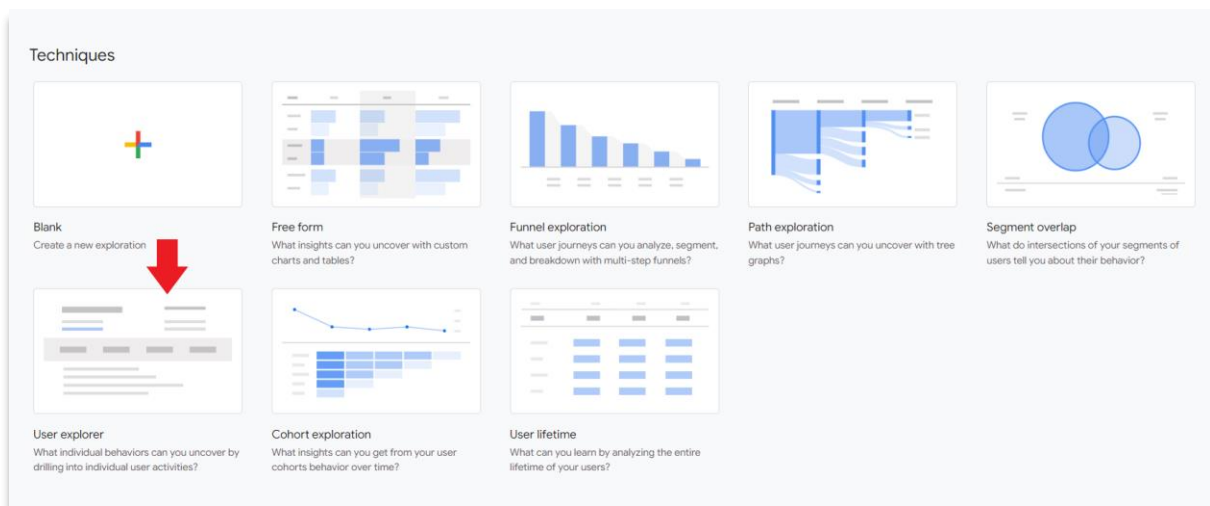 Techniques
Blank
Create a new exploration
Free form
What insights can you uncover with custom
charts and tables?
Funnel exploration
What user journeys can you analyze, segment,
and breakdown with multi-step funnels?
Path exploration
What user journeys can you uncover with tree
graphs?
Segment overlap
What do intersections of your segments of
users tell you about their behavior?
User explorer
What individual behaviors can you uncover by
drilling into individual user activities?
Cohort exploration
What insights can you get from your user
cohorts behavior over time?
User lifetime
What can you learn by analyzing the entire
lifetime of your users?